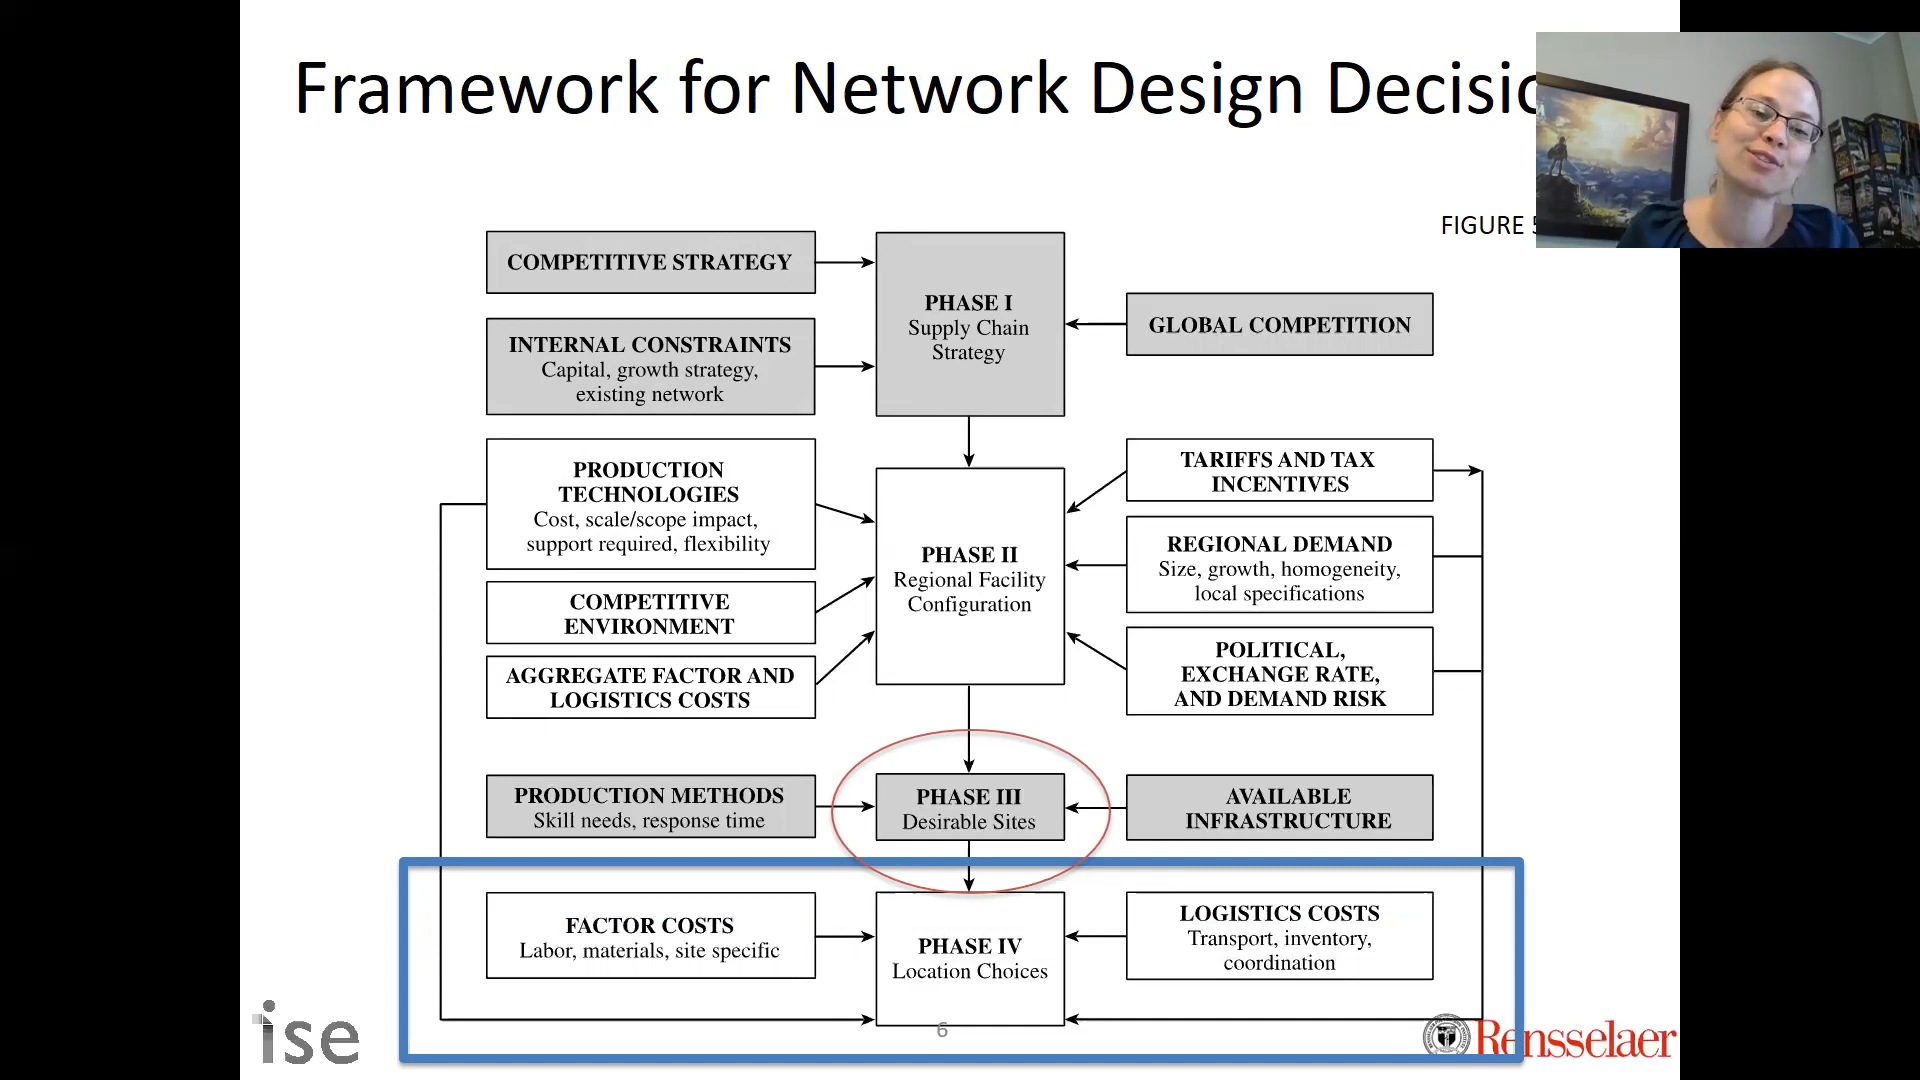 Framework for Network Design Decisio
FIGURE 5
COMPETITIVE STRATEGY
INTERNAL CONSTRAINTS
Capital, growth strategy,
existing network
PHASE I
Supply Chain
Strategy
GLOBAL COMPETITION
PRODUCTION
TECHNOLOGIES
Cost, scale/scope impact,
support required, flexibility
COMPETITIVE
ENVIRONMENT
AGGREGATE FACTOR AND
LOGISTICS COSTS
PHASE II
Regional Facility
Configuration
TARIFFS AND TAX
INCENTIVES
REGIONAL DEMAND
Size, growth, homogeneity,
local specifications
POLITICAL,
EXCHANGE RATE,
AND DEMAND RISK
PRODUCTION METHODS
Skill needs, response time
PHASE III
Desirable Sites
AVAILABLE
INFRASTRUCTURE
FACTOR COSTS
Labor, materials, site specific
PHASE IV
Location Choices
LOGISTICS COSTS
Transport, inventory,
coordination
ise
6
Rensselaer